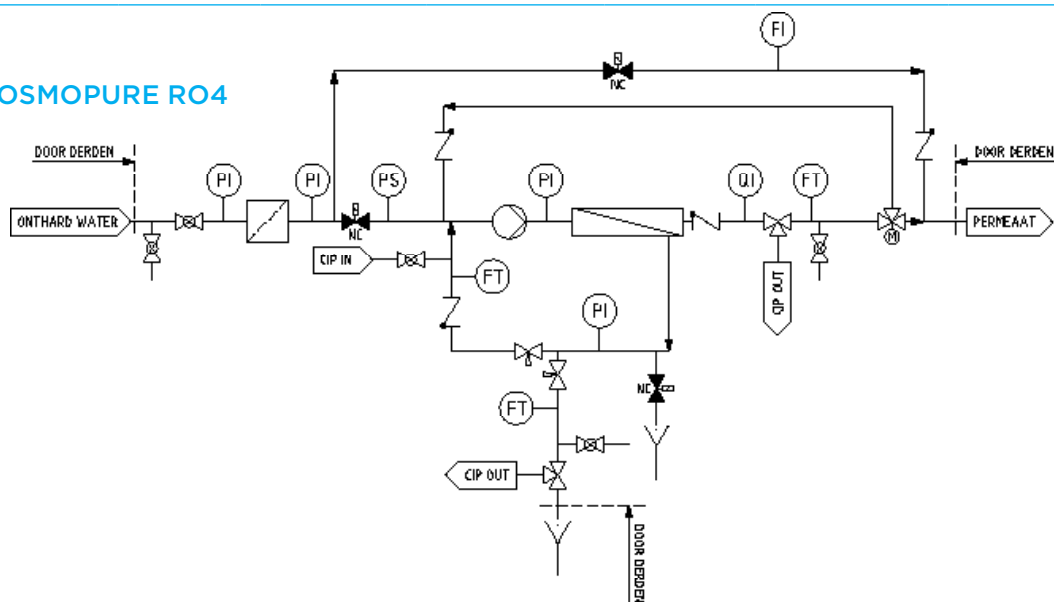 FI
NC
OSMOPURE RO4
DOOR DERDEN
DOOR DERDEN
PI
PI
PS
PI
QI
FT
ONTHARD WATER
NC
M
PERMEAAT
CIP IN
FT
CIP OUT
PI
NC
FT
CIP OUT
DOOR DERDEN